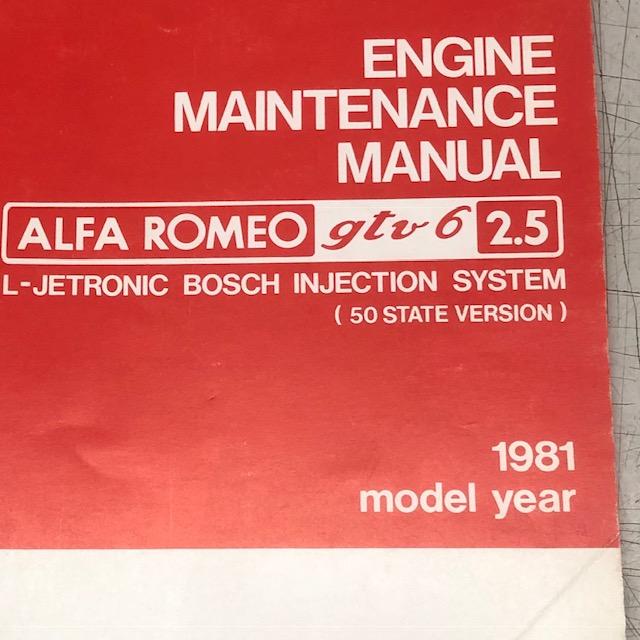 ENGINE
MAINTENANCE
MANUAL
ALFA ROMEO gtv 6 2.5
L-JETRONIC BOSCH INJECTION SYSTEM
( 50 STATE VERSION )
1981
model year